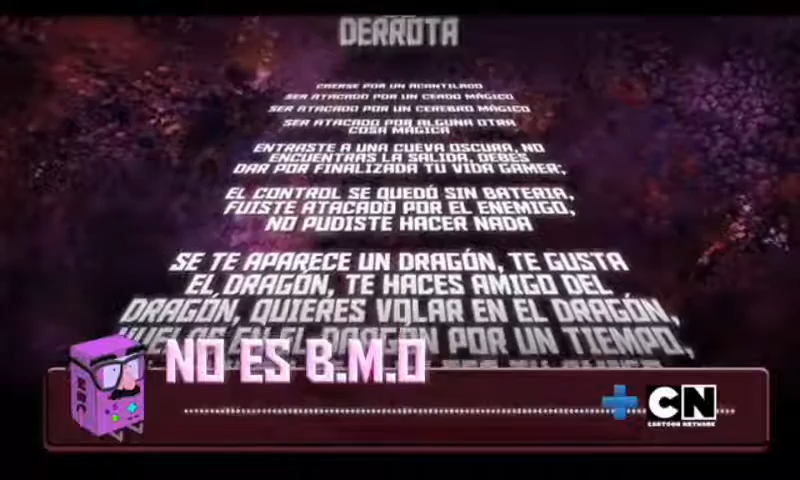 DERROTA
CAERSE POR UN ACANTILADO
SER ATACADO POR UN CERDO MÁGICO
SER ATACADO POR UN CEREBRO MÁGICO
SER ATACADO POR ALGUNA OTRA
COSA MÁGICA
ENTRASTE A UNA CUEVA OSCURA, NO
ENCUENTRAS LA SALIDA, DEBES
DAR POR FINALIZADA TU VIDA GAMER;
EL CONTROL SE QUEDÓ SIN BATERIA,
FUISTE ATACADO POR EL ENEMIGO,
NO PUDISTE HACER NADA
SE TE APARECE UN DRAGÓN, TE GUSTA
EL DRAGÓN, TE HACES AMIGO DEL
DRAGÓN, QUIERES VOLAR EN EL DRAGÓN,
VUELAS EN EL DRAGÓN POR UN TIEMPO,
NO ES B.M.O
CN
CARTOON NETWORK